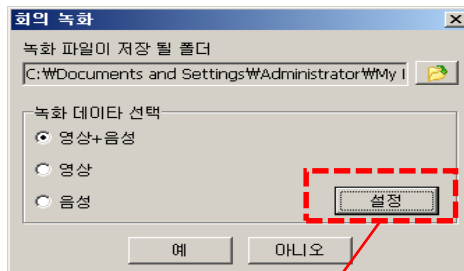 회의 녹화
녹화 파일이 저장 될 폴더
C:₩Documents and Settings₩Administrator₩My
녹화 데이타 선택
영상+음성
영상
음성
설정
예
아니오